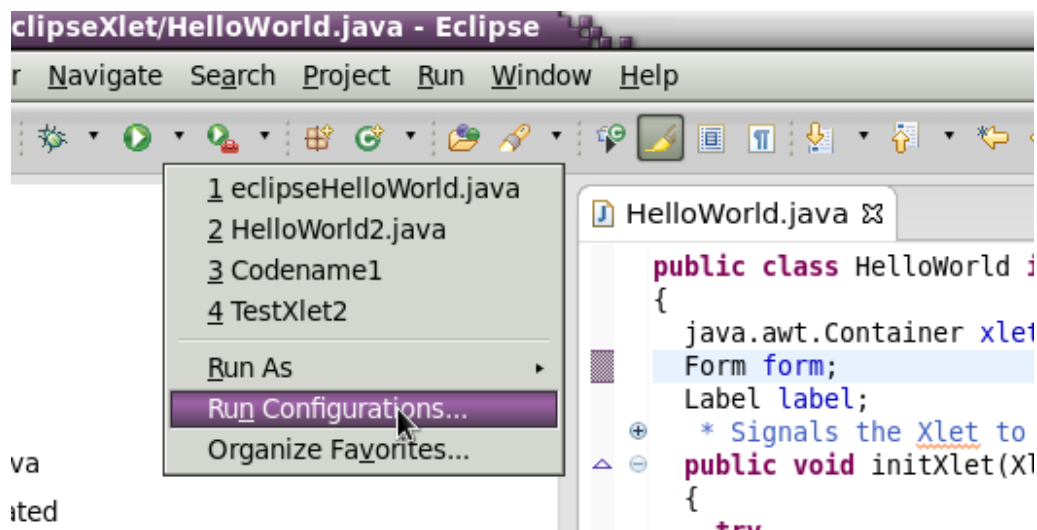 clipseXlet/HelloWorld.java - Eclipse
r Navigate Search Project Run Window Help
1 eclipseHelloWorld.java
2 HelloWorld2.java
3 Codename1
4 TestXlet2
Run As
Run Configurations...
Organize Favorites...
va
ated
HelloWorld.java
public class HelloWorld i
{
java.awt.Container xlet
Form form;
Label label;
* Signals the Xlet to
public void initXlet(Xl
{
try